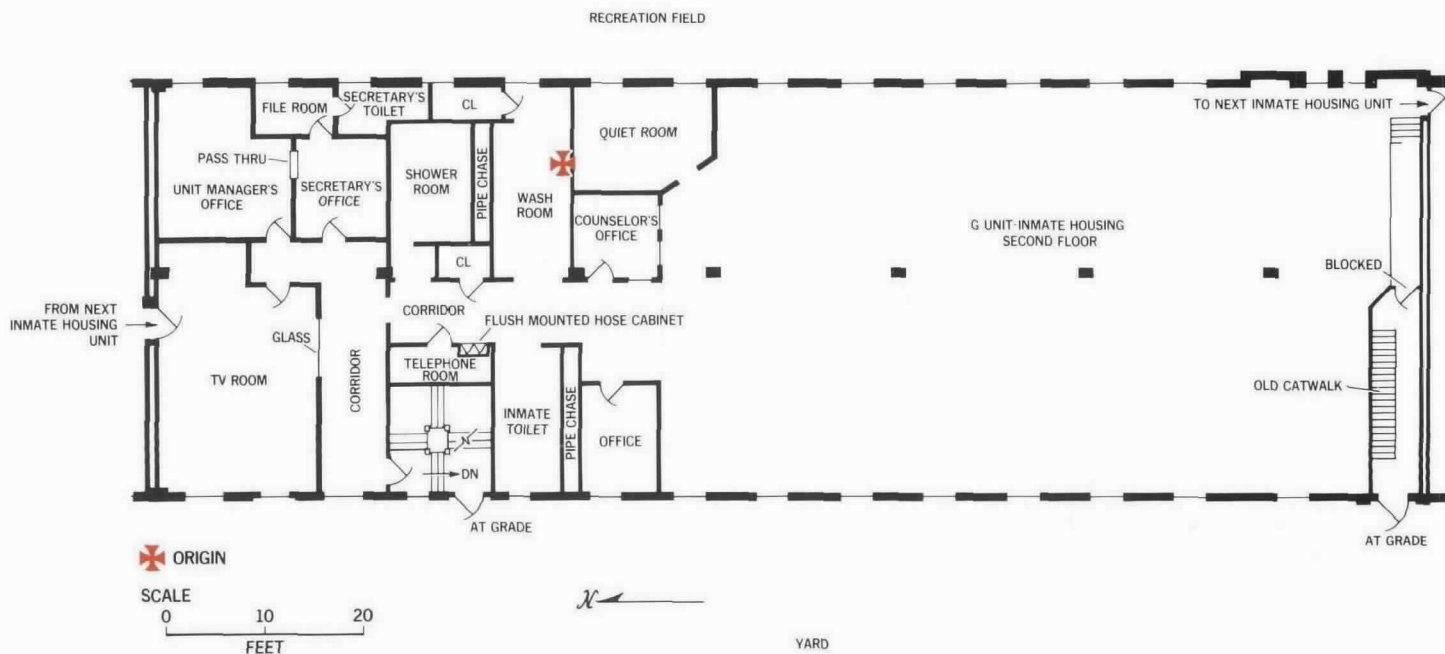 RECREATION FIELD
FILE ROOM
SECRETARY'S
TOILET
CL
TO NEXT INMATE HOUSING UNIT
QUIET ROOM
PASS THRU
UNIT MANAGER'S
OFFICE
SECRETARY'S
OFFICE
SHOWER
ROOM
PIPE CHASE
WASH
ROOM
COUNSELOR'S
OFFICE
G UNIT-INMATE HOUSING
SECOND FLOOR
CL
BLOCKED
FROM NEXT
INMATE HOUSING
UNIT
GLASS
CORRIDOR
FLUSH MOUNTED HOSE CABINET
TV ROOM
CORRIDOR
TELEPHONE
ROOM
OLD CATWALK
INMATE
TOILET
PIPE CHASE
OFFICE
DN
AT GRADE
AT GRADE
ORIGIN
SCALE
0 10 20
FEET
N
YARD